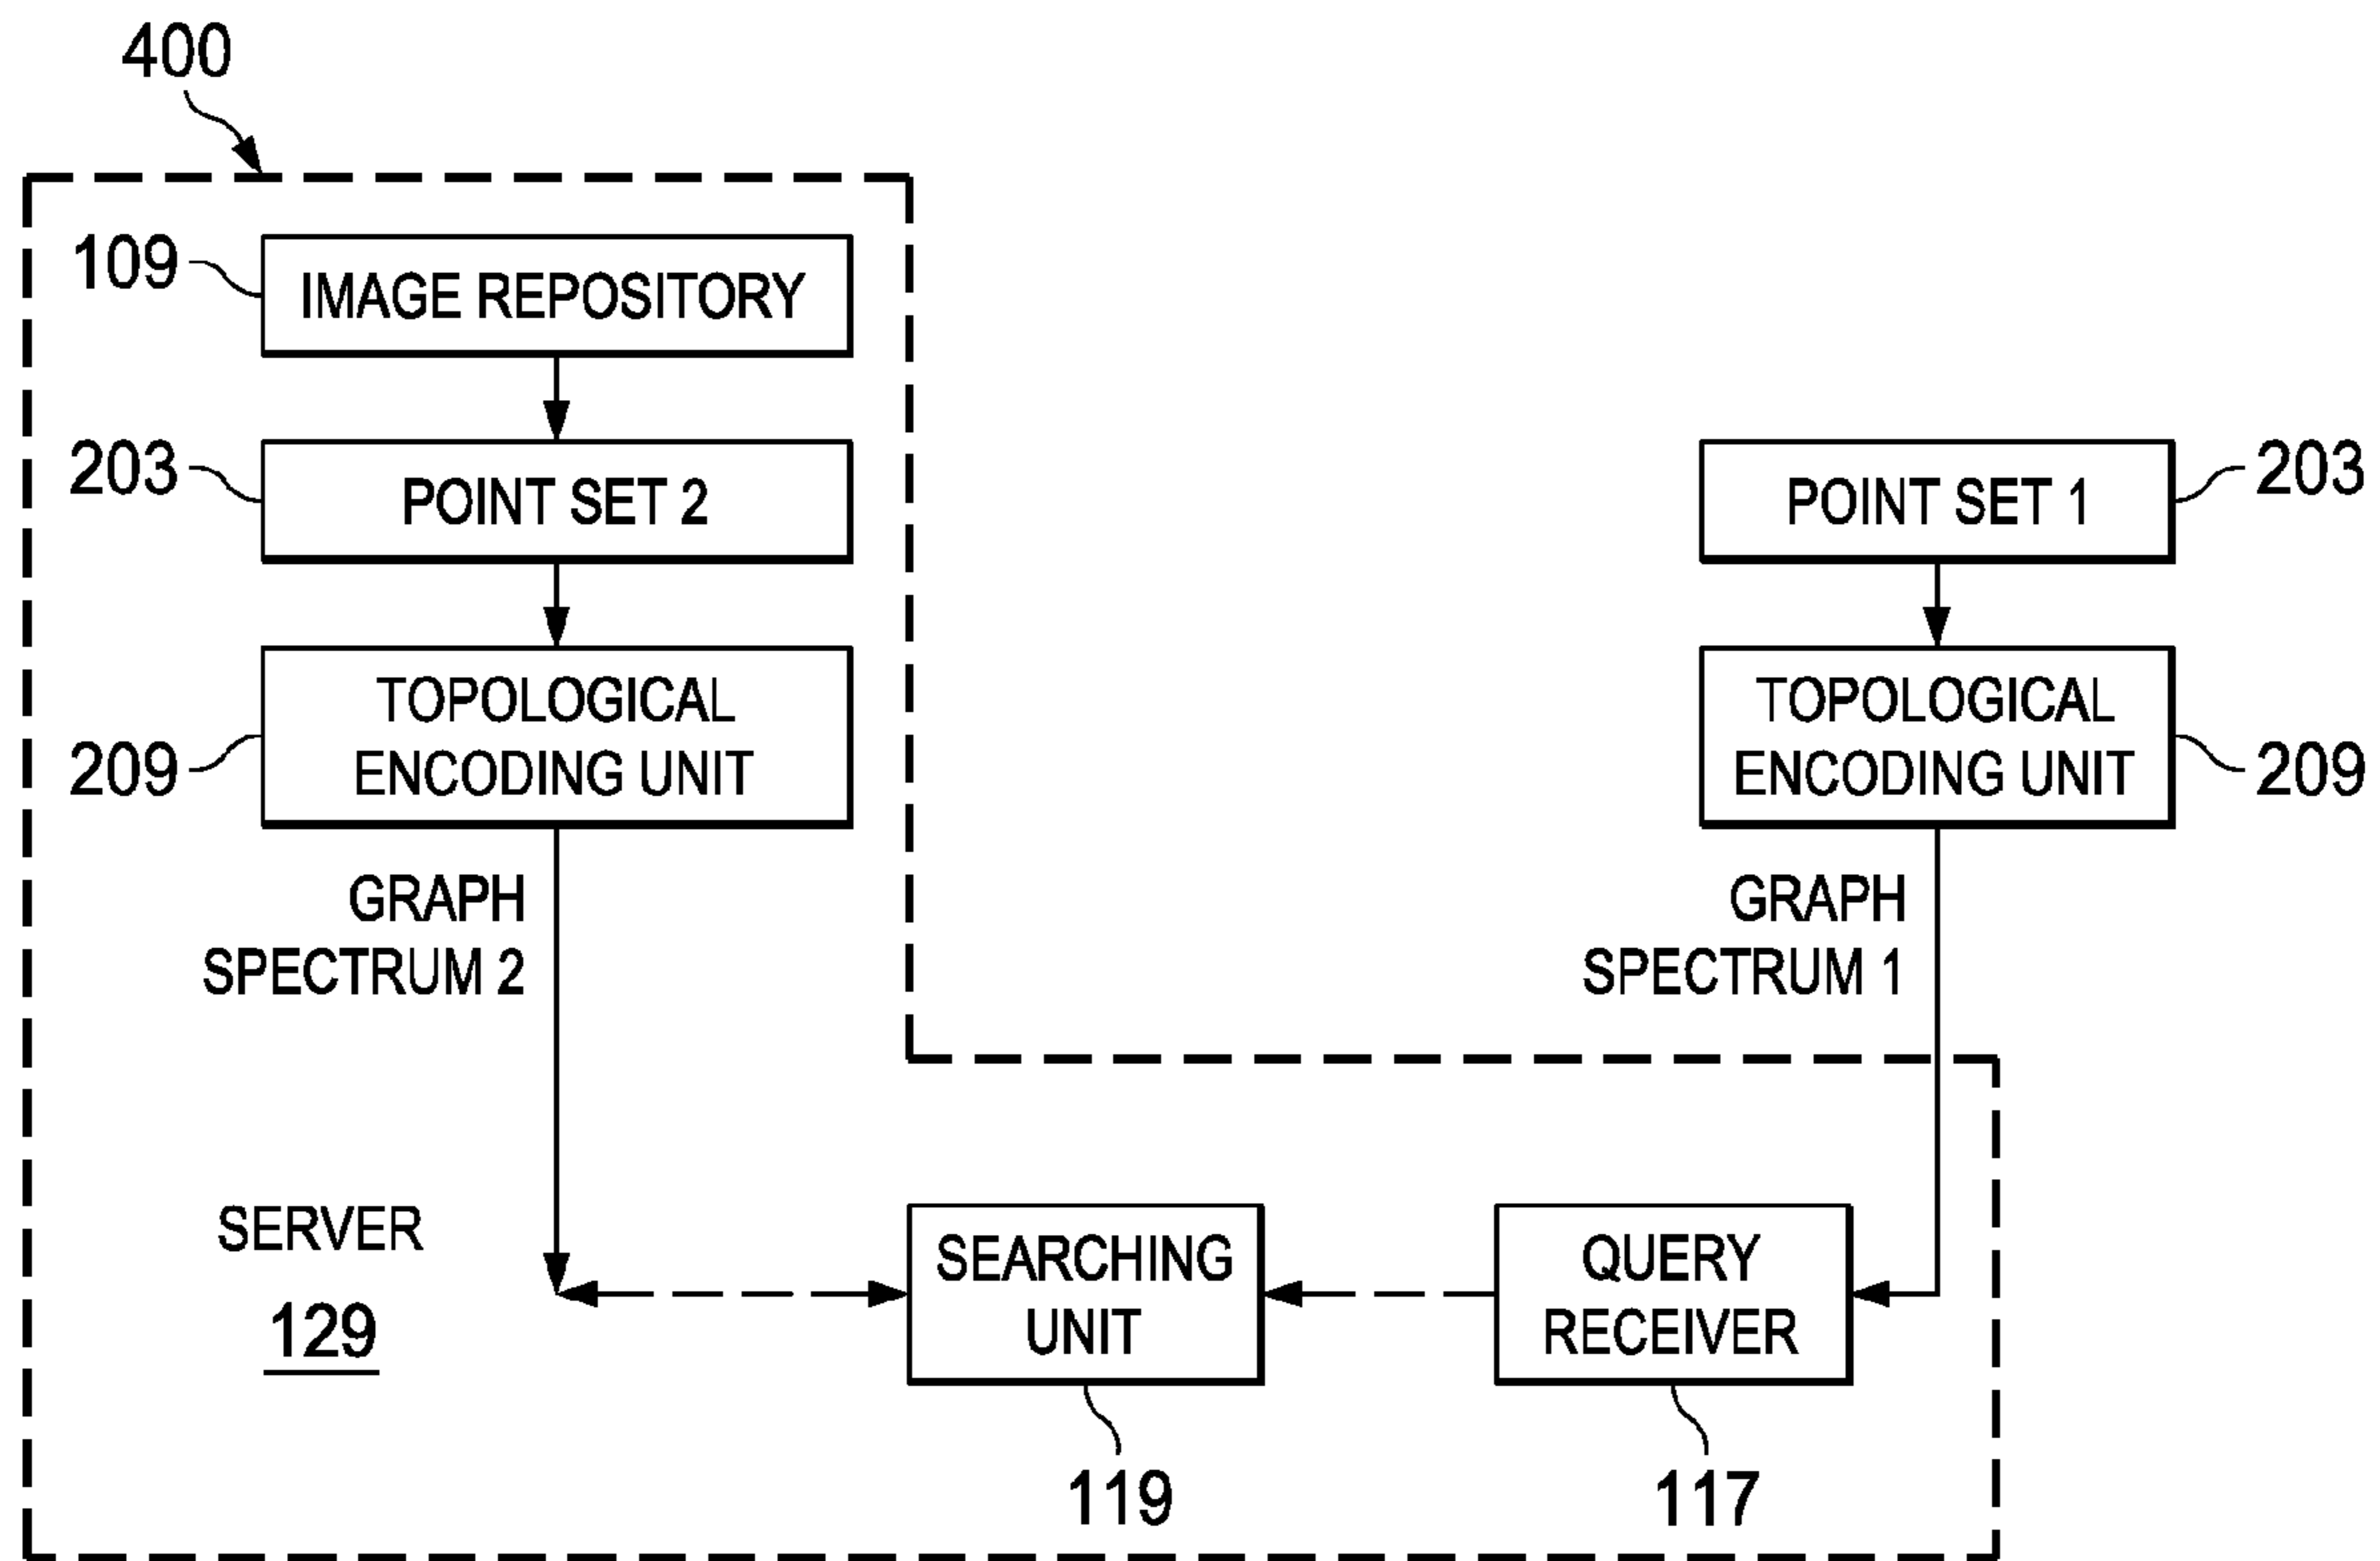 400
109
IMAGE REPOSITORY
203
POINT SET 2
POINT SET 1
203
TOPOLOGICAL
ENCODING UNIT
209
TOPOLOGICAL
ENCODING UNIT
209
GRAPH
SPECTRUM 2
GRAPH
SPECTRUM 1
SERVER
129
SEARCHING
UNIT
QUERY
RECEIVER
119
117